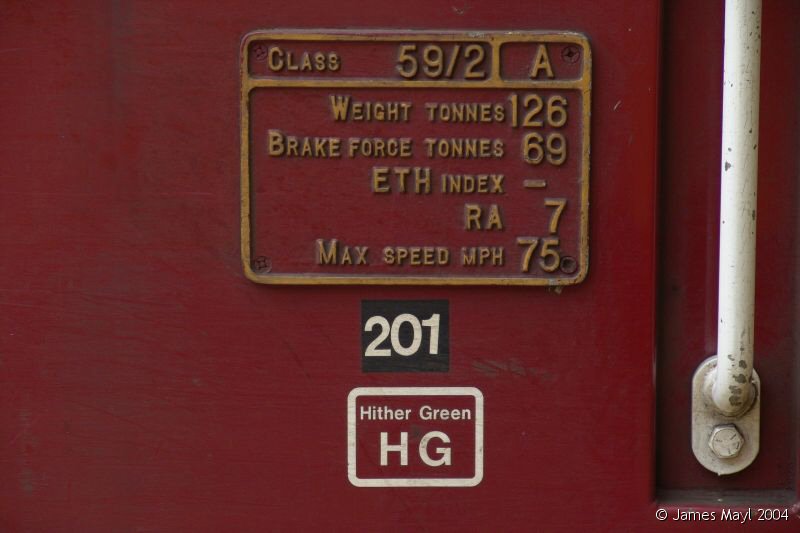 CLASS 59/2 A
WEIGHT TONNES 126
BRAKE FORCE TONNES 69
ETH INDEX -
RA 7
MAX SPEED MPH 75
201
Hither Green
HG
© James Mayl 2004